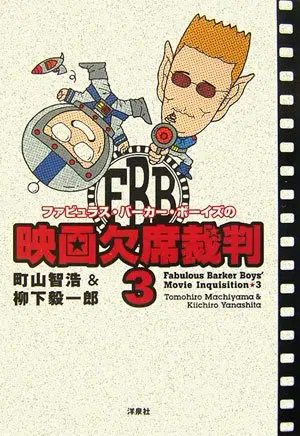 FBB
ファビュラス・バーカー・ボーイズの
映画欠席裁判
3
町山智浩&
柳下毅一郎
Fabulous Barker Boys'
Movie Inquisition★3
Tomohiro Machiyama &
Kiichiro Yanashita
洋泉社